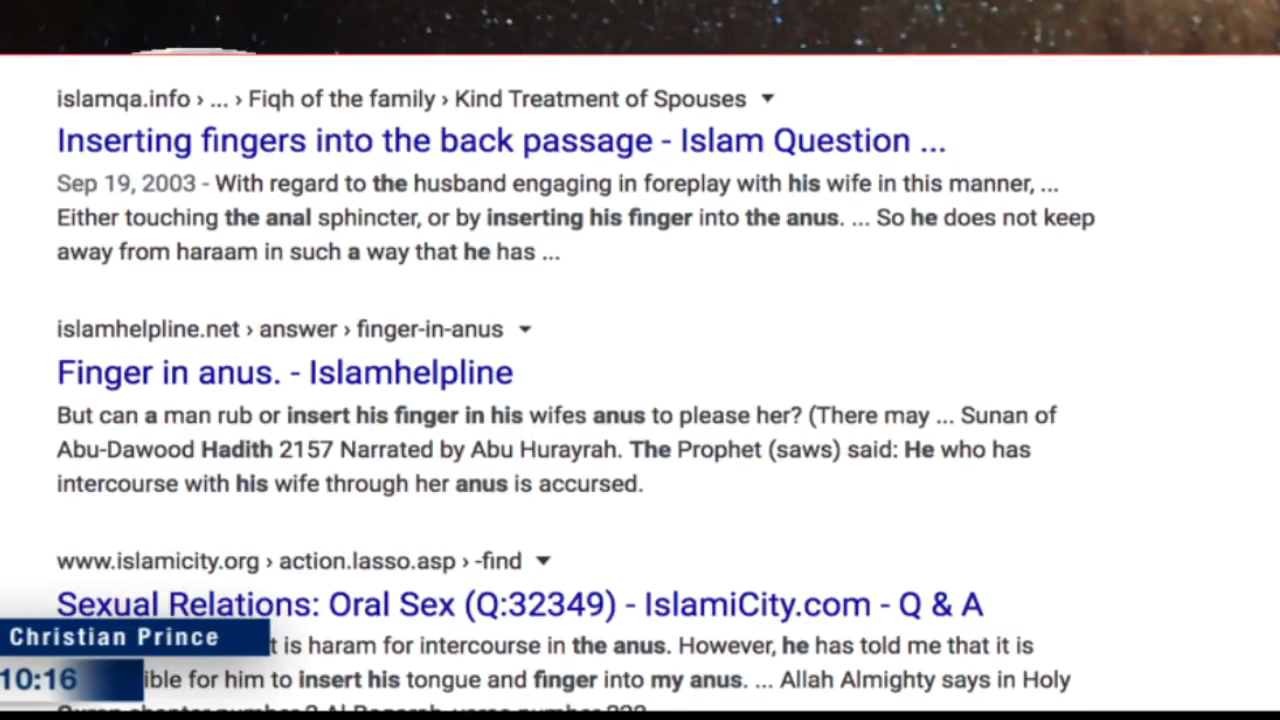 islamqa.info › ... › Fiqh of the family › Kind Treatment of Spouses
Inserting fingers into the back passage - Islam Question ...
Sep 19, 2003 - With regard to the husband engaging in foreplay with his wife in this manner, ...
Either touching the anal sphincter, or by inserting his finger into the anus. ... So he does not keep
away from haraam in such a way that he has ...
islamhelpline.net › answer › finger-in-anus
Finger in anus. - Islamhelpline
But can a man rub or insert his finger in his wifes anus to please her? (There may ... Sunan of
Abu-Dawood Hadith 2157 Narrated by Abu Hurayrah. The Prophet (saws) said: He who has
intercourse with his wife through her anus is accursed.
www.islamicity.org › action.lasso.asp › -find
Sexual Relations: Oral Sex (Q:32349) - IslamiCity.com - Q & A
Christian Prince
t is haram for intercourse in the anus. However, he has told me that it is
10:16
ible for him to insert his tongue and finger into my anus. ... Allah Almighty says in Holy